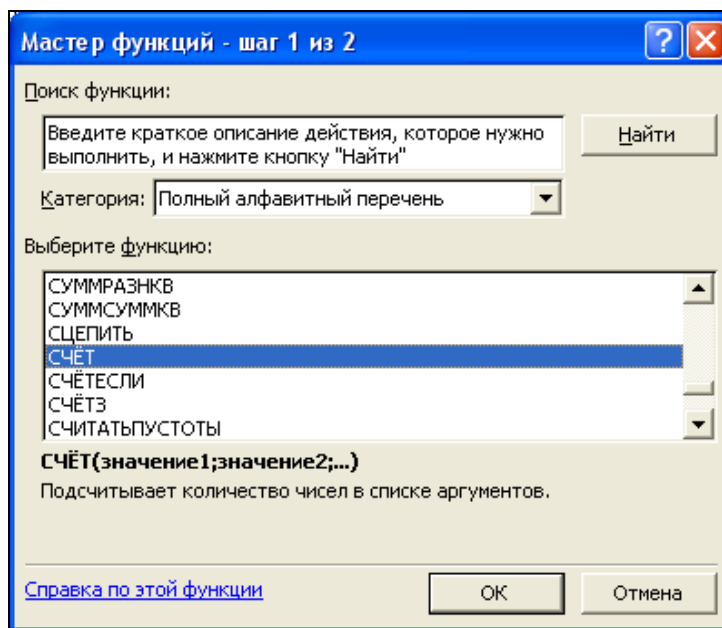 Мастер функций - шаг 1 из 2
Поиск функции:
Введите краткое описание действия, которое нужно
выполнить, и нажмите кнопку "Найти"
Найти
Категория: Полный алфавитный перечень
Выберите функцию:
СУММРАЗНКВ
СУММСУММКВ
СЦЕПИТЬ
СЧЁТ
СЧЁТЕСЛИ
СЧЁТЗ
СЧИТАТЬПУСТОТЫ
СЧЁТ(значение1;значение2;...)
Подсчитывает количество чисел в списке аргументов.
Справка по этой функции
ОК
Отмена